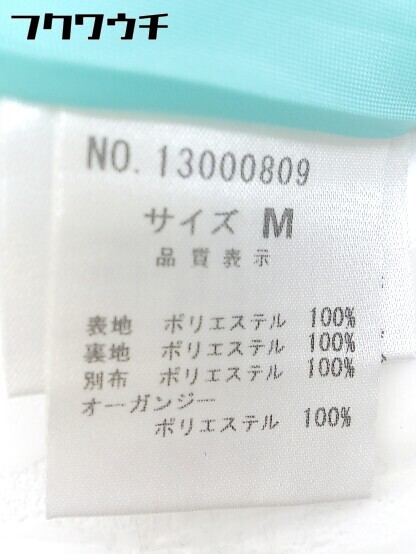 フクワウチ
NO. 13000809
サイズ M
品質表示
表地 ポリエステル 100%
裏地 ポリエステル 100%
別布 ポリエステル 100%
オーガンジー
ポリエステル 100%